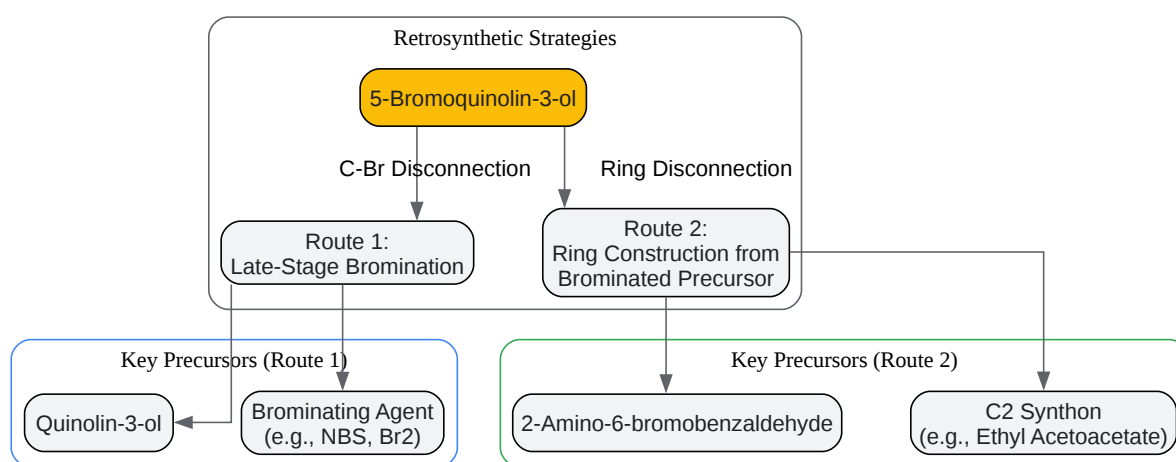 Retrosynthetic Strategies
5-Bromoquinolin-3-ol
C-Br Disconnection
Ring Disconnection
Route 1:
Late-Stage Bromination
Route 2:
Ring Construction from
Brominated Precursor
Key Precursors (Route 1)
Quinolin-3-ol
Brominating Agent
(e.g., NBS, Br2)
Key Precursors (Route 2)
2-Amino-6-bromobenzaldehyde
C2 Synthon
(e.g., Ethyl Acetoacetate)